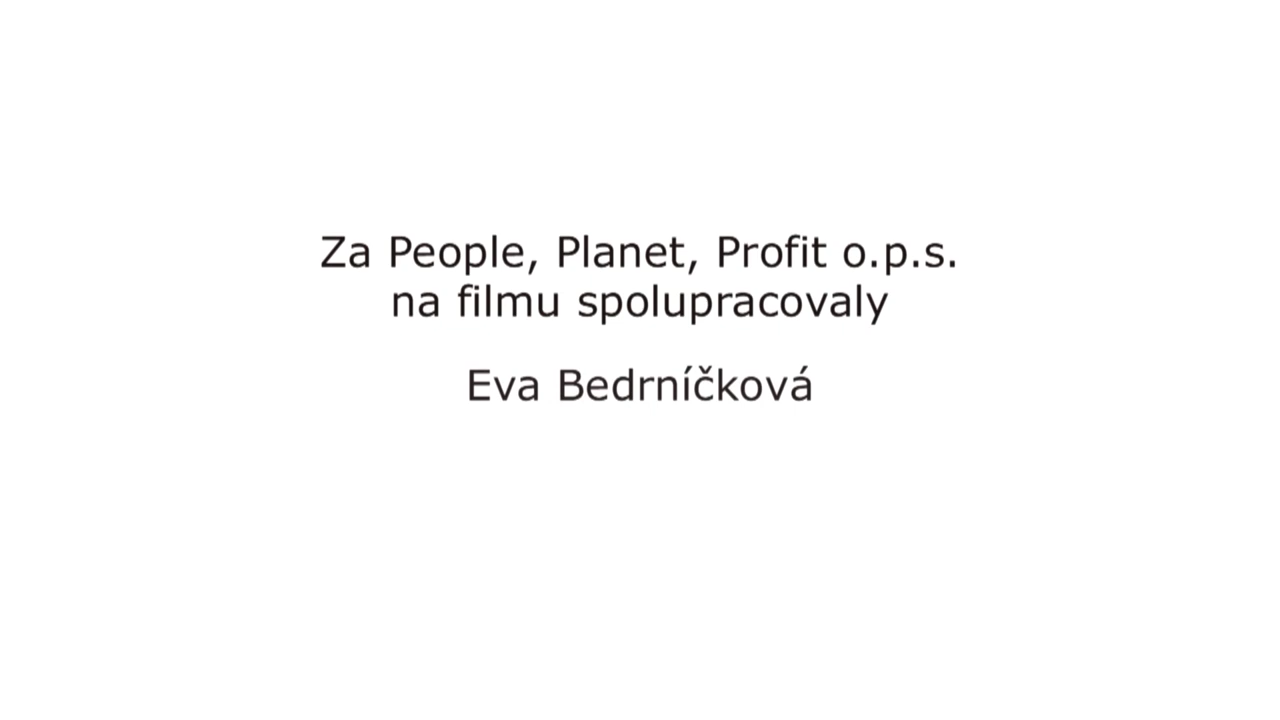 Za People, Planet, Profit o.p.s.
na filmu spolupracovaly
Eva Bedrníčková